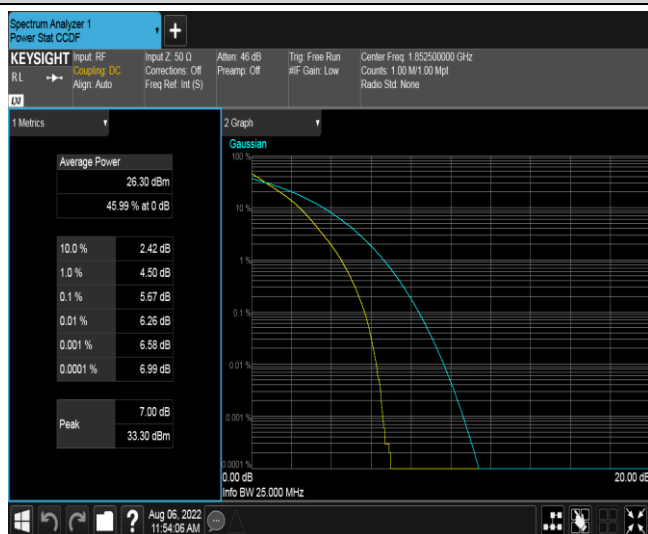 Spectrum Analyzer 1
Power Stat CCDF
+
KEYSIGHT
R L
LXI
Input: RF
Coupling: DC
Align: Auto
Input Z: 50 Ω
Corrections: Off
Freq Ref: Int (S)
Atten: 46 dB
Preamp: Off
Trig: Free Run
#IF Gain: Low
Center Freq: 1.852500000 GHz
Counts: 1.00 M/1.00 Mpt
Radio Std: None
1 Metrics
Average Power
26.30 dBm
45.99 % at 0 dB
10.0 % 2.42 dB
1.0 % 4.50 dB
0.1 % 5.67 dB
0.01 % 6.26 dB
0.001 % 6.58 dB
0.0001 % 6.99 dB
Peak 7.00 dB
33.30 dBm
2 Graph
Gaussian
100 %
10 %
1 %
0.1 %
0.01 %
0.001 %
0.0001 %
0.00 dB 20.00 dB
Info BW 25.000 MHz
? Aug 06, 2022
11:54:06 AM